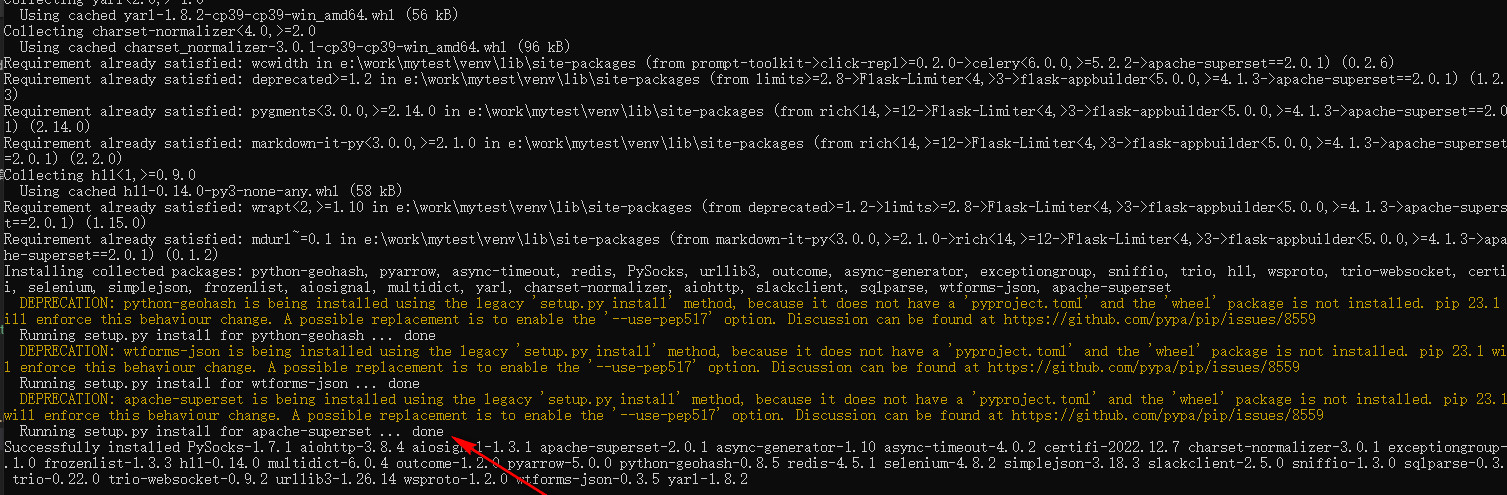 Collecting yarl<2.0,>=1.0
  Using cached yarl-1.8.2-cp39-cp39-win_amd64.whl (56 kB)
Collecting charset-normalizer<4.0,>=2.0
  Using cached charset_normalizer-3.0.1-cp39-cp39-win_amd64.whl (96 kB)
Requirement already satisfied: wcwidth in e:\work\mytest\venv\lib\site-packages (from prompt-toolkit->click-repl>=0.2.0->celery<6.0.0,>=5.2.2->apache-superset==2.0.1) (0.2.6)
Requirement already satisfied: deprecated>=1.2 in e:\work\mytest\venv\lib\site-packages (from limits>=2.8->Flask-Limiter<4,>3->flask-appbuilder<5.0.0,>=4.1.3->apache-superset==2.0.1) (1.2.
3)
Requirement already satisfied: pygments<3.0.0,>=2.14.0 in e:\work\mytest\venv\lib\site-packages (from rich<14,>=12->Flask-Limiter<4,>3->flask-appbuilder<5.0.0,>=4.1.3->apache-superset==2.0
1) (2.14.0)
Requirement already satisfied: markdown-it-py<3.0.0,>=2.1.0 in e:\work\mytest\venv\lib\site-packages (from rich<14,>=12->Flask-Limiter<4,>3->flask-appbuilder<5.0.0,>=4.1.3->apache-superset
=2.0.1) (2.2.0)
Collecting hll<1,>=0.9.0
  Using cached hll-0.14.0-py3-none-any.whl (58 kB)
Requirement already satisfied: wrapt<2,>=1.10 in e:\work\mytest\venv\lib\site-packages (from deprecated>=1.2->limits>=2.8->Flask-Limiter<4,>3->flask-appbuilder<5.0.0,>=4.1.3->apache-supers
t==2.0.1) (1.15.0)
Requirement already satisfied: mdurl~=0.1 in e:\work\mytest\venv\lib\site-packages (from markdown-it-py<3.0.0,>=2.1.0->rich<14,>=12->Flask-Limiter<4,>3->flask-appbuilder<5.0.0,>=4.1.3->apa
he-superset==2.0.1) (0.1.2)
Installing collected packages: python-geohash, pyarrow, async-timeout, redis, PySocks, urllib3, outcome, async-generator, exceptiongroup, sniffio, trio, hll, wsproto, trio-websocket, certi
i, selenium, simplejson, frozenlist, aiosignal, multidict, yarl, charset-normalizer, aiohttp, slackclient, sqlparse, wtforms-json, apache-superset
  DEPRECATION: python-geohash is being installed using the legacy 'setup.py install' method, because it does not have a 'pyproject.toml' and the 'wheel' package is not installed. pip 23.1
ill enforce this behaviour change. A possible replacement is to enable the '--use-pep517' option. Discussion can be found at https://github.com/pypa/pip/issues/8559
  Running setup.py install for python-geohash ... done
  DEPRECATION: wtforms-json is being installed using the legacy 'setup.py install' method, because it does not have a 'pyproject.toml' and the 'wheel' package is not installed. pip 23.1 wi
l enforce this behaviour change. A possible replacement is to enable the '--use-pep517' option. Discussion can be found at https://github.com/pypa/pip/issues/8559
  Running setup.py install for wtforms-json ... done
  DEPRECATION: apache-superset is being installed using the legacy 'setup.py install' method, because it does not have a 'pyproject.toml' and the 'wheel' package is not installed. pip 23.1
will enforce this behaviour change. A possible replacement is to enable the '--use-pep517' option. Discussion can be found at https://github.com/pypa/pip/issues/8559
  Running setup.py install for apache-superset ... done
Successfully installed PySocks-1.7.1 aiohttp-3.8.4 aiosignal-1.3.1 apache-superset-2.0.1 async-generator-1.10 async-timeout-4.0.2 certifi-2022.12.7 charset-normalizer-3.0.1 exceptiongroup-
.1.0 frozenlist-1.3.3 hll-0.14.0 multidict-6.0.4 outcome-1.2.0 pyarrow-5.0.0 python-geohash-0.8.5 redis-4.5.1 selenium-4.8.2 simplejson-3.18.3 slackclient-2.5.0 sniffio-1.3.0 sqlparse-0.3.
 trio-0.22.0 trio-websocket-0.9.2 urllib3-1.26.14 wsproto-1.2.0 wtforms-json-0.3.5 yarl-1.8.2